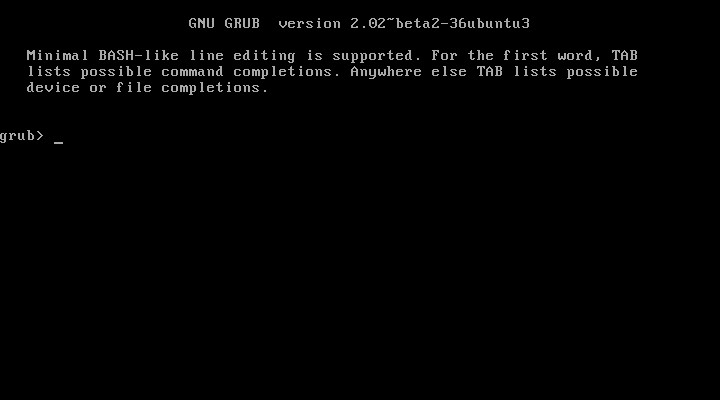 GNU GRUB  version 2.02~beta2-36ubuntu3
Minimal BASH-like line editing is supported. For the first word, TAB
lists possible command completions. Anywhere else TAB lists possible
device or file completions.
grub> _